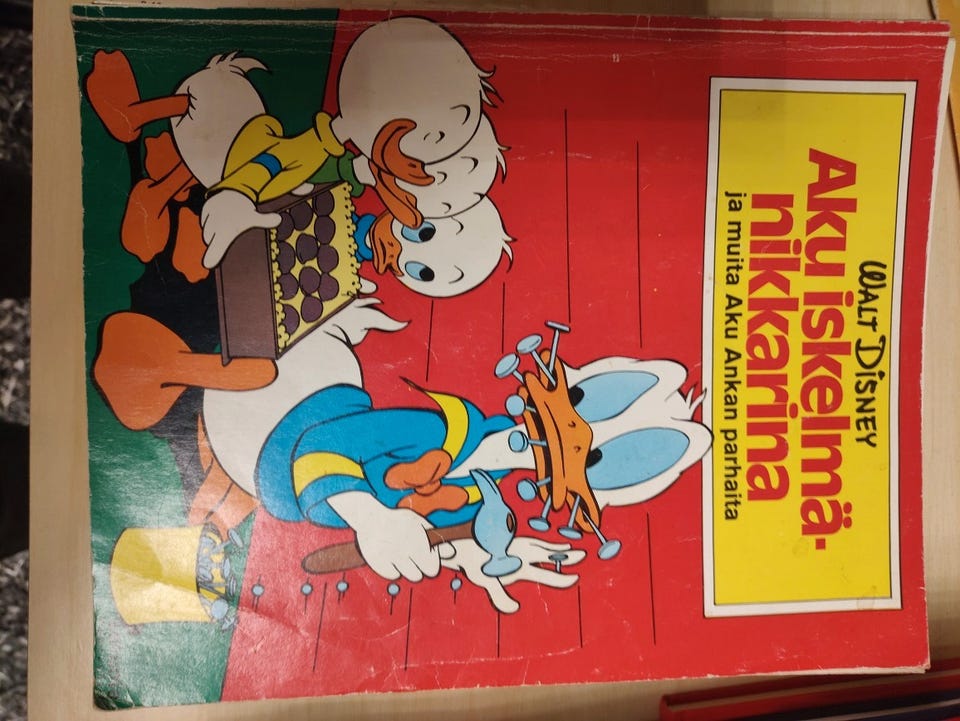 WALT DISNEY
Aku iskelmä-
nikkarina
ja muita Aku Ankan parhaita